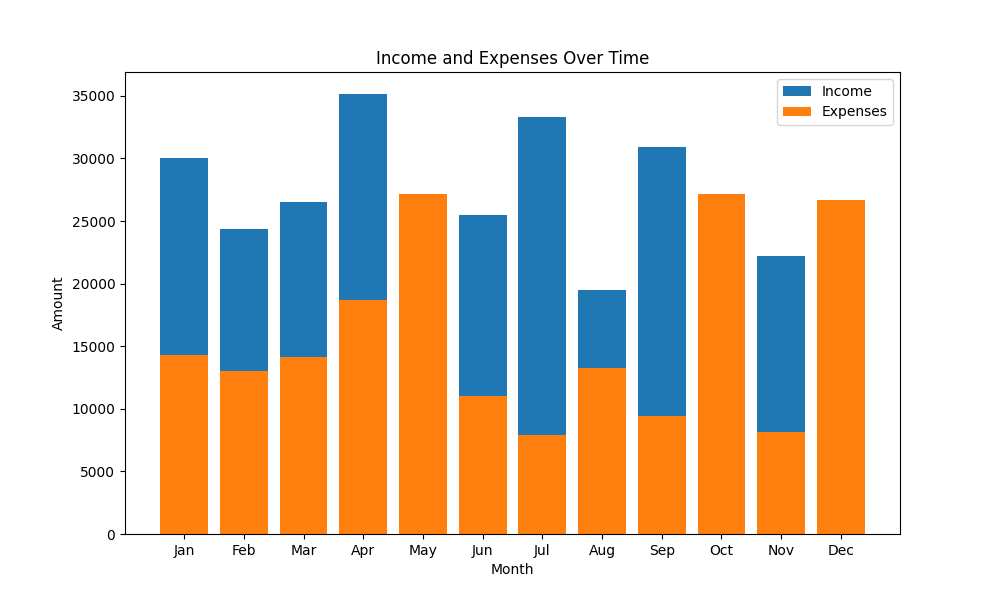 Income and Expenses Over Time
Income
Expenses
35000
30000
25000
20000
15000
10000
5000
0
Amount
Jan Feb Mar Apr May Jun Jul Aug Sep Oct Nov Dec
Month